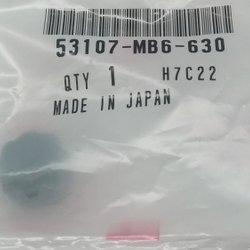 53107-MB6-630
QTY 1 H7C22
MADE IN JAPAN